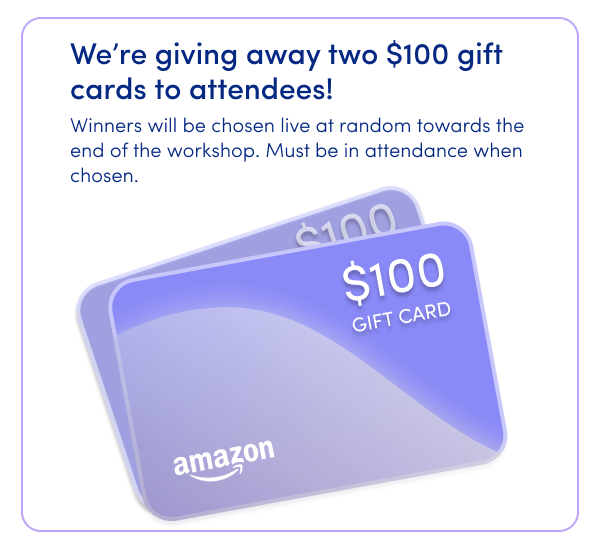 We're giving away two $100 gift
cards to attendees!
Winners will be chosen live at random towards the
end of the workshop. Must be in attendance when
chosen.
$100
$100
GIFT CARD
amazon